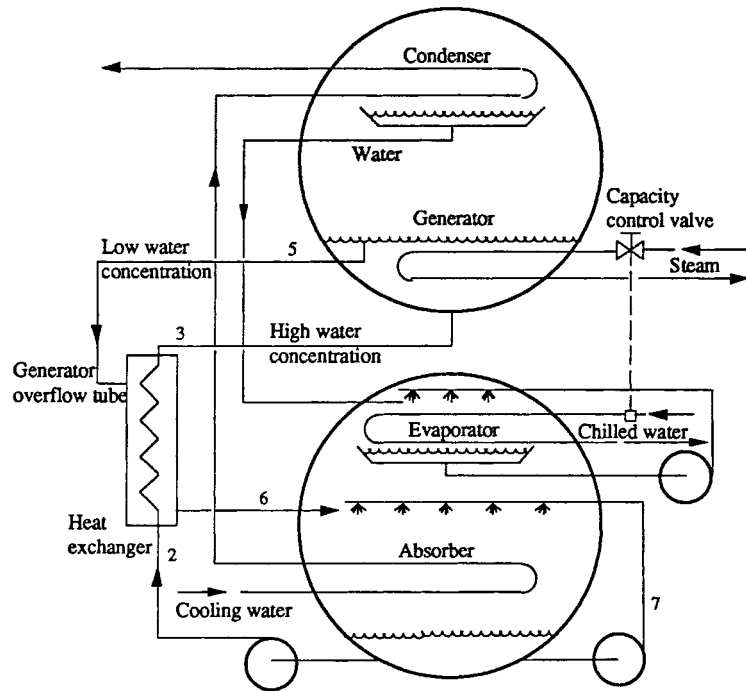 Condenser
Water
Capacity
control valve
Generator
Steam
Low water
concentration
5
3
High water
concentration
Generator
overflow tube
Evaporator
Chilled water
6
Heat
exchanger
2
Absorber
Cooling water
7